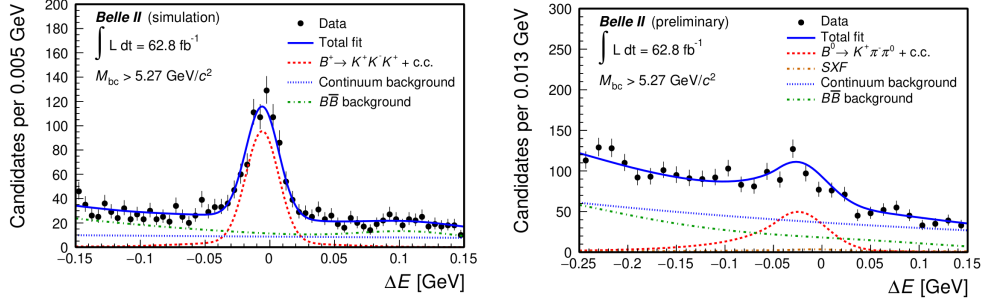 Belle II (simulation)
∫ L dt = 62.8 fb⁻¹
M_bc > 5.27 GeV/c²
Data
Total fit
B⁺→ K⁺K⁻K⁺ + c.c.
Continuum background
BB̅ background
Candidates per 0.005 GeV
200
180
160
140
120
100
80
60
40
20
0
−0.15 −0.1 −0.05 0 0.05 0.1 0.15
ΔE [GeV]
Belle II (preliminary)
∫ L dt = 62.8 fb⁻¹
M_bc > 5.27 GeV/c²
Data
Total fit
B⁰→ K⁺π⁻π⁰ + c.c.
SXF
Continuum background
BB̅ background
Candidates per 0.013 GeV
300
250
200
150
100
50
0
−0.25 −0.2 −0.15 −0.1 −0.05 0 0.05 0.1 0.15
ΔE [GeV]